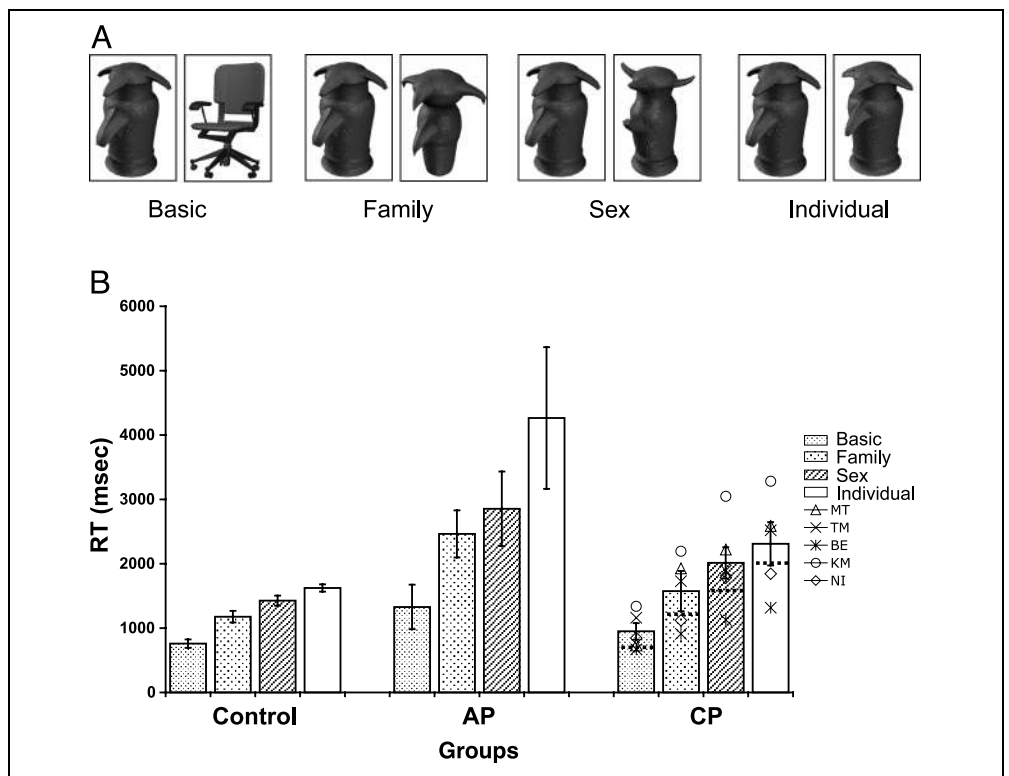 A
Basic
Family
Sex
Individual
B
6000
5000
4000
3000
2000
1000
0
RT (msec)
Control
AP
CP
Groups
Basic
Family
Sex
Individual
MT
TM
BE
KM
NI